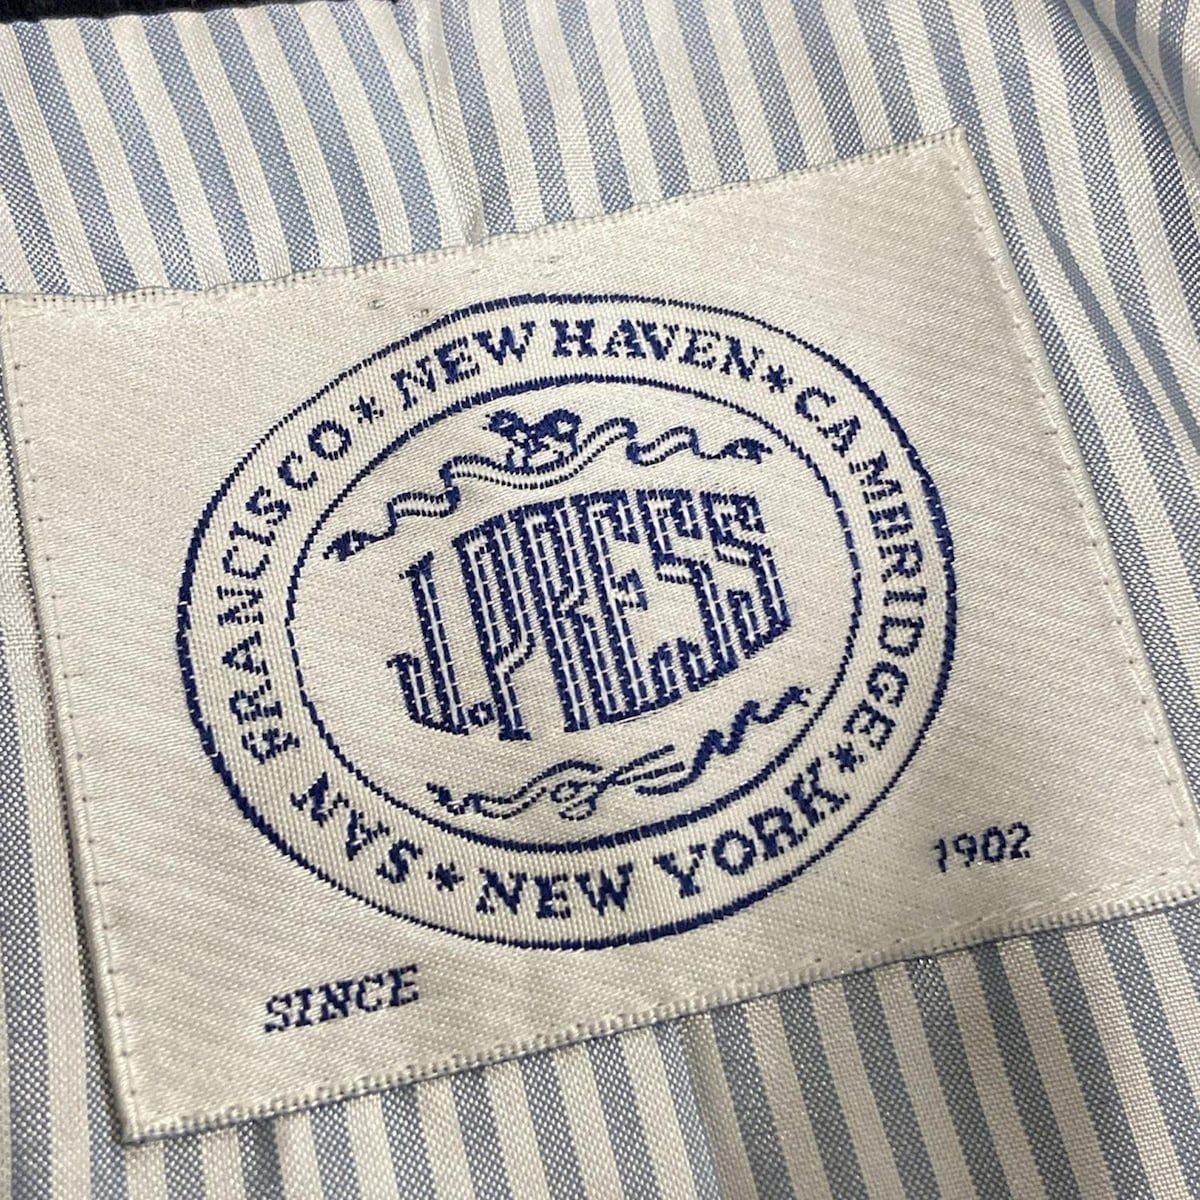 NEW HAVEN * CAMBRIDGE * NEW YORK * SAN FRANCISCO *
J.PRESS
SINCE 1902